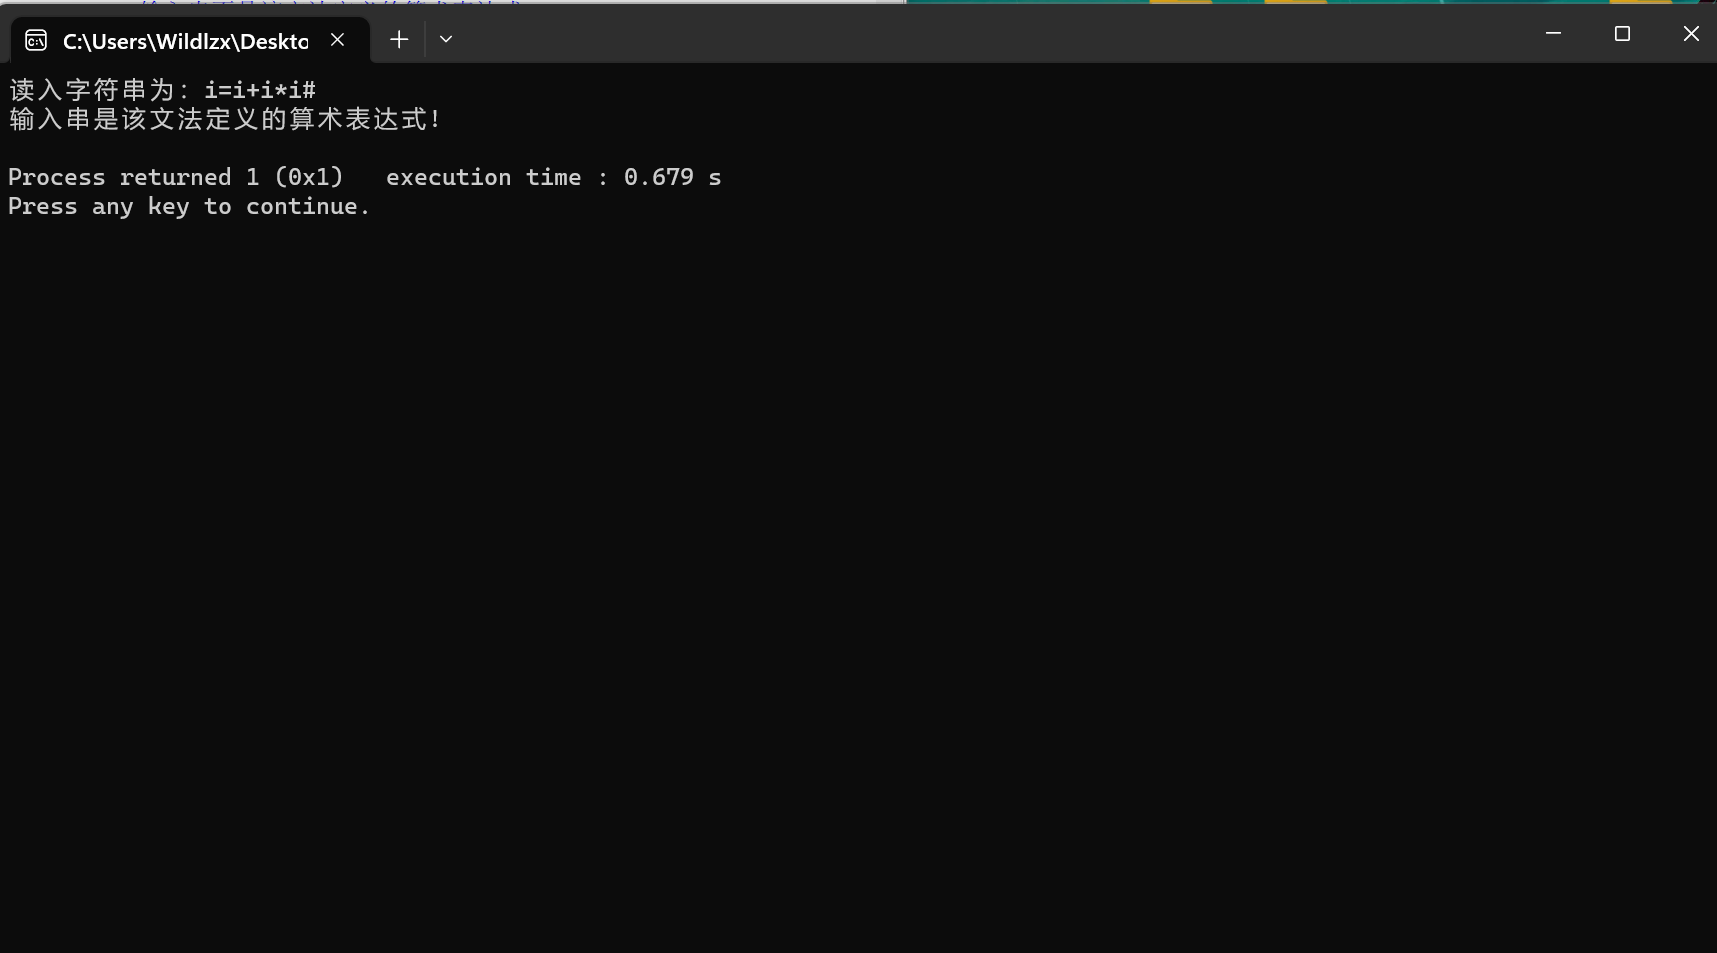 C:\Users\Wildlzx\Deskto
读入字符串为: i=i+i*i#
输入串是该文法定义的算术表达式!
Process returned 1 (0x1)   execution time : 0.679 s
Press any key to continue.